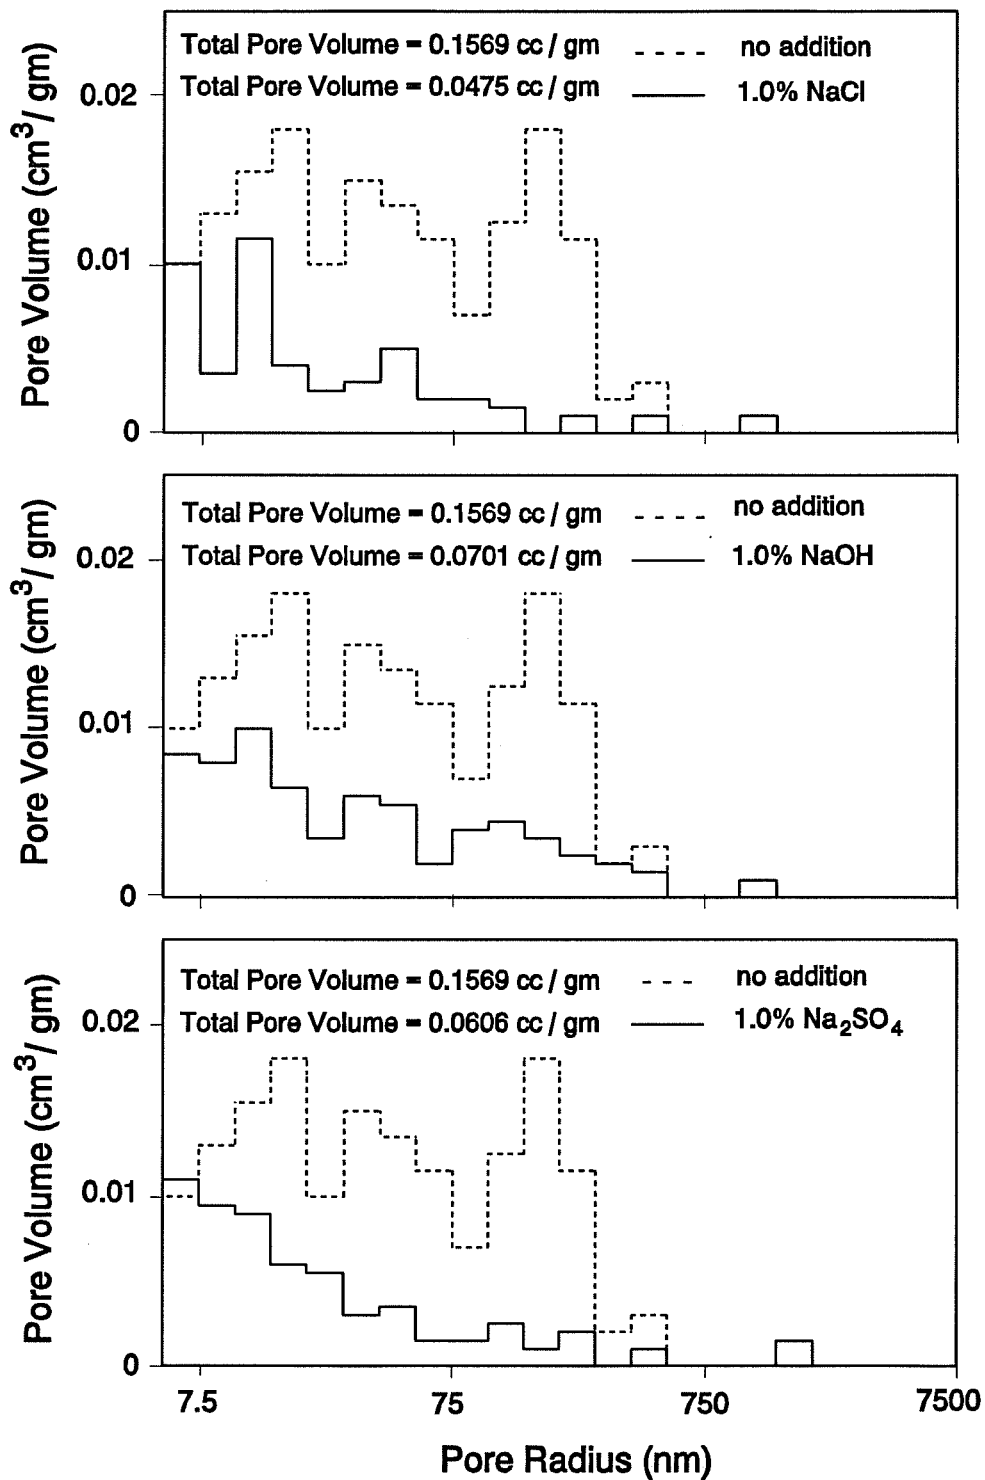 Total Pore Volume = 0.1569 cc / gm no addition
Total Pore Volume = 0.0475 cc / gm 1.0% NaCl
Pore Volume (cm³/ gm)
0.02
0.01
0
Total Pore Volume = 0.1569 cc / gm no addition
Total Pore Volume = 0.0701 cc / gm 1.0% NaOH
Pore Volume (cm³/ gm)
0.02
0.01
0
Total Pore Volume = 0.1569 cc / gm no addition
Total Pore Volume = 0.0606 cc / gm 1.0% Na₂SO₄
Pore Volume (cm³/ gm)
0.02
0.01
0
7.5 75 750 7500
Pore Radius (nm)